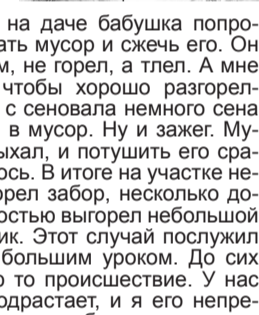 на даче бабушка попро-
ать мусор и сжечь его. Он
м, не горел, а тлел. А мне
чтобы хорошо разгорел-
с сеновала немного сена
в мусор. Ну и зажег. Му-
ыхал, и потушить его сра-
ось. В итоге на участке не-
орел забор, несколько до-
остью выгорел небольшой
ик. Этот случай послужил
большим уроком. До сих
о то происшествие. У нас
одрастает, и я его непре-